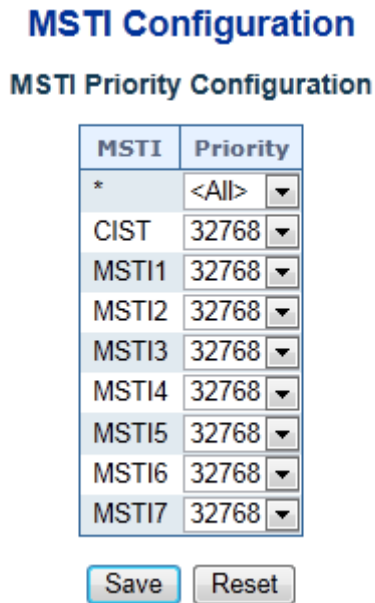 MSTI Configuration
MSTI Priority Configuration
MSTI Priority
* <All>
CIST 32768
MSTI1 32768
MSTI2 32768
MSTI3 32768
MSTI4 32768
MSTI5 32768
MSTI6 32768
MSTI7 32768
Save Reset